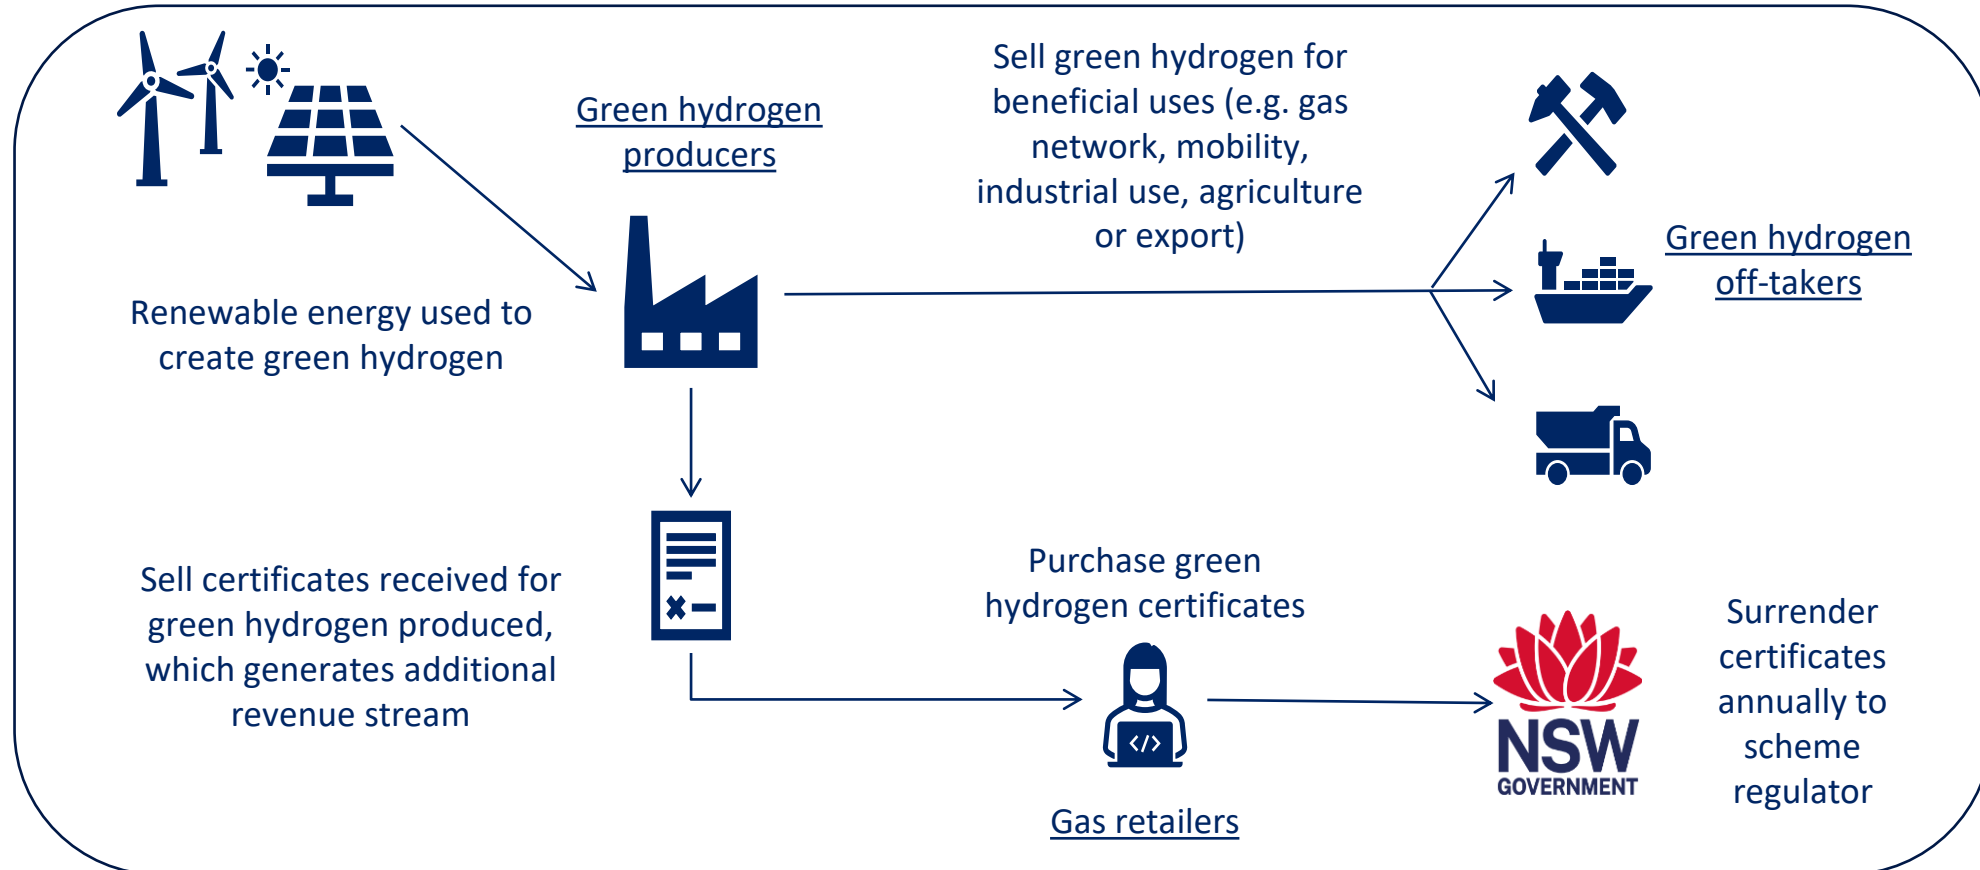 Green hydrogen
producers
Sell green hydrogen for
beneficial uses (e.g. gas
network, mobility,
industrial use, agriculture
or export)
Green hydrogen
off-takers
Renewable energy used to
create green hydrogen
Sell certificates received for
green hydrogen produced,
which generates additional
revenue stream
Purchase green
hydrogen certificates
</>
Gas retailers
NSW
GOVERNMENT
Surrender
certificates
annually to
scheme
regulator